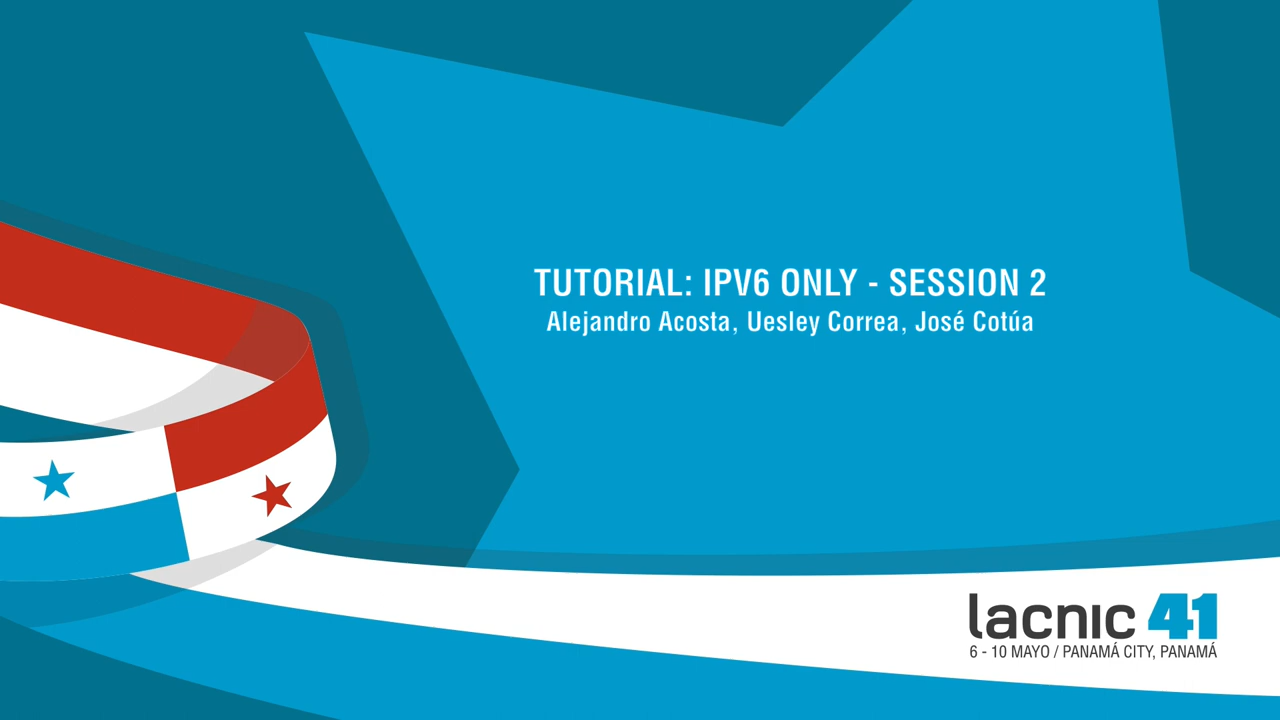 TUTORIAL: IPV6 ONLY - SESSION 2
Alejandro Acosta, Uesley Correa, José Cotúa
lacnic 41
6 - 10 MAYO / PANAMÁ CITY, PANAMÁ